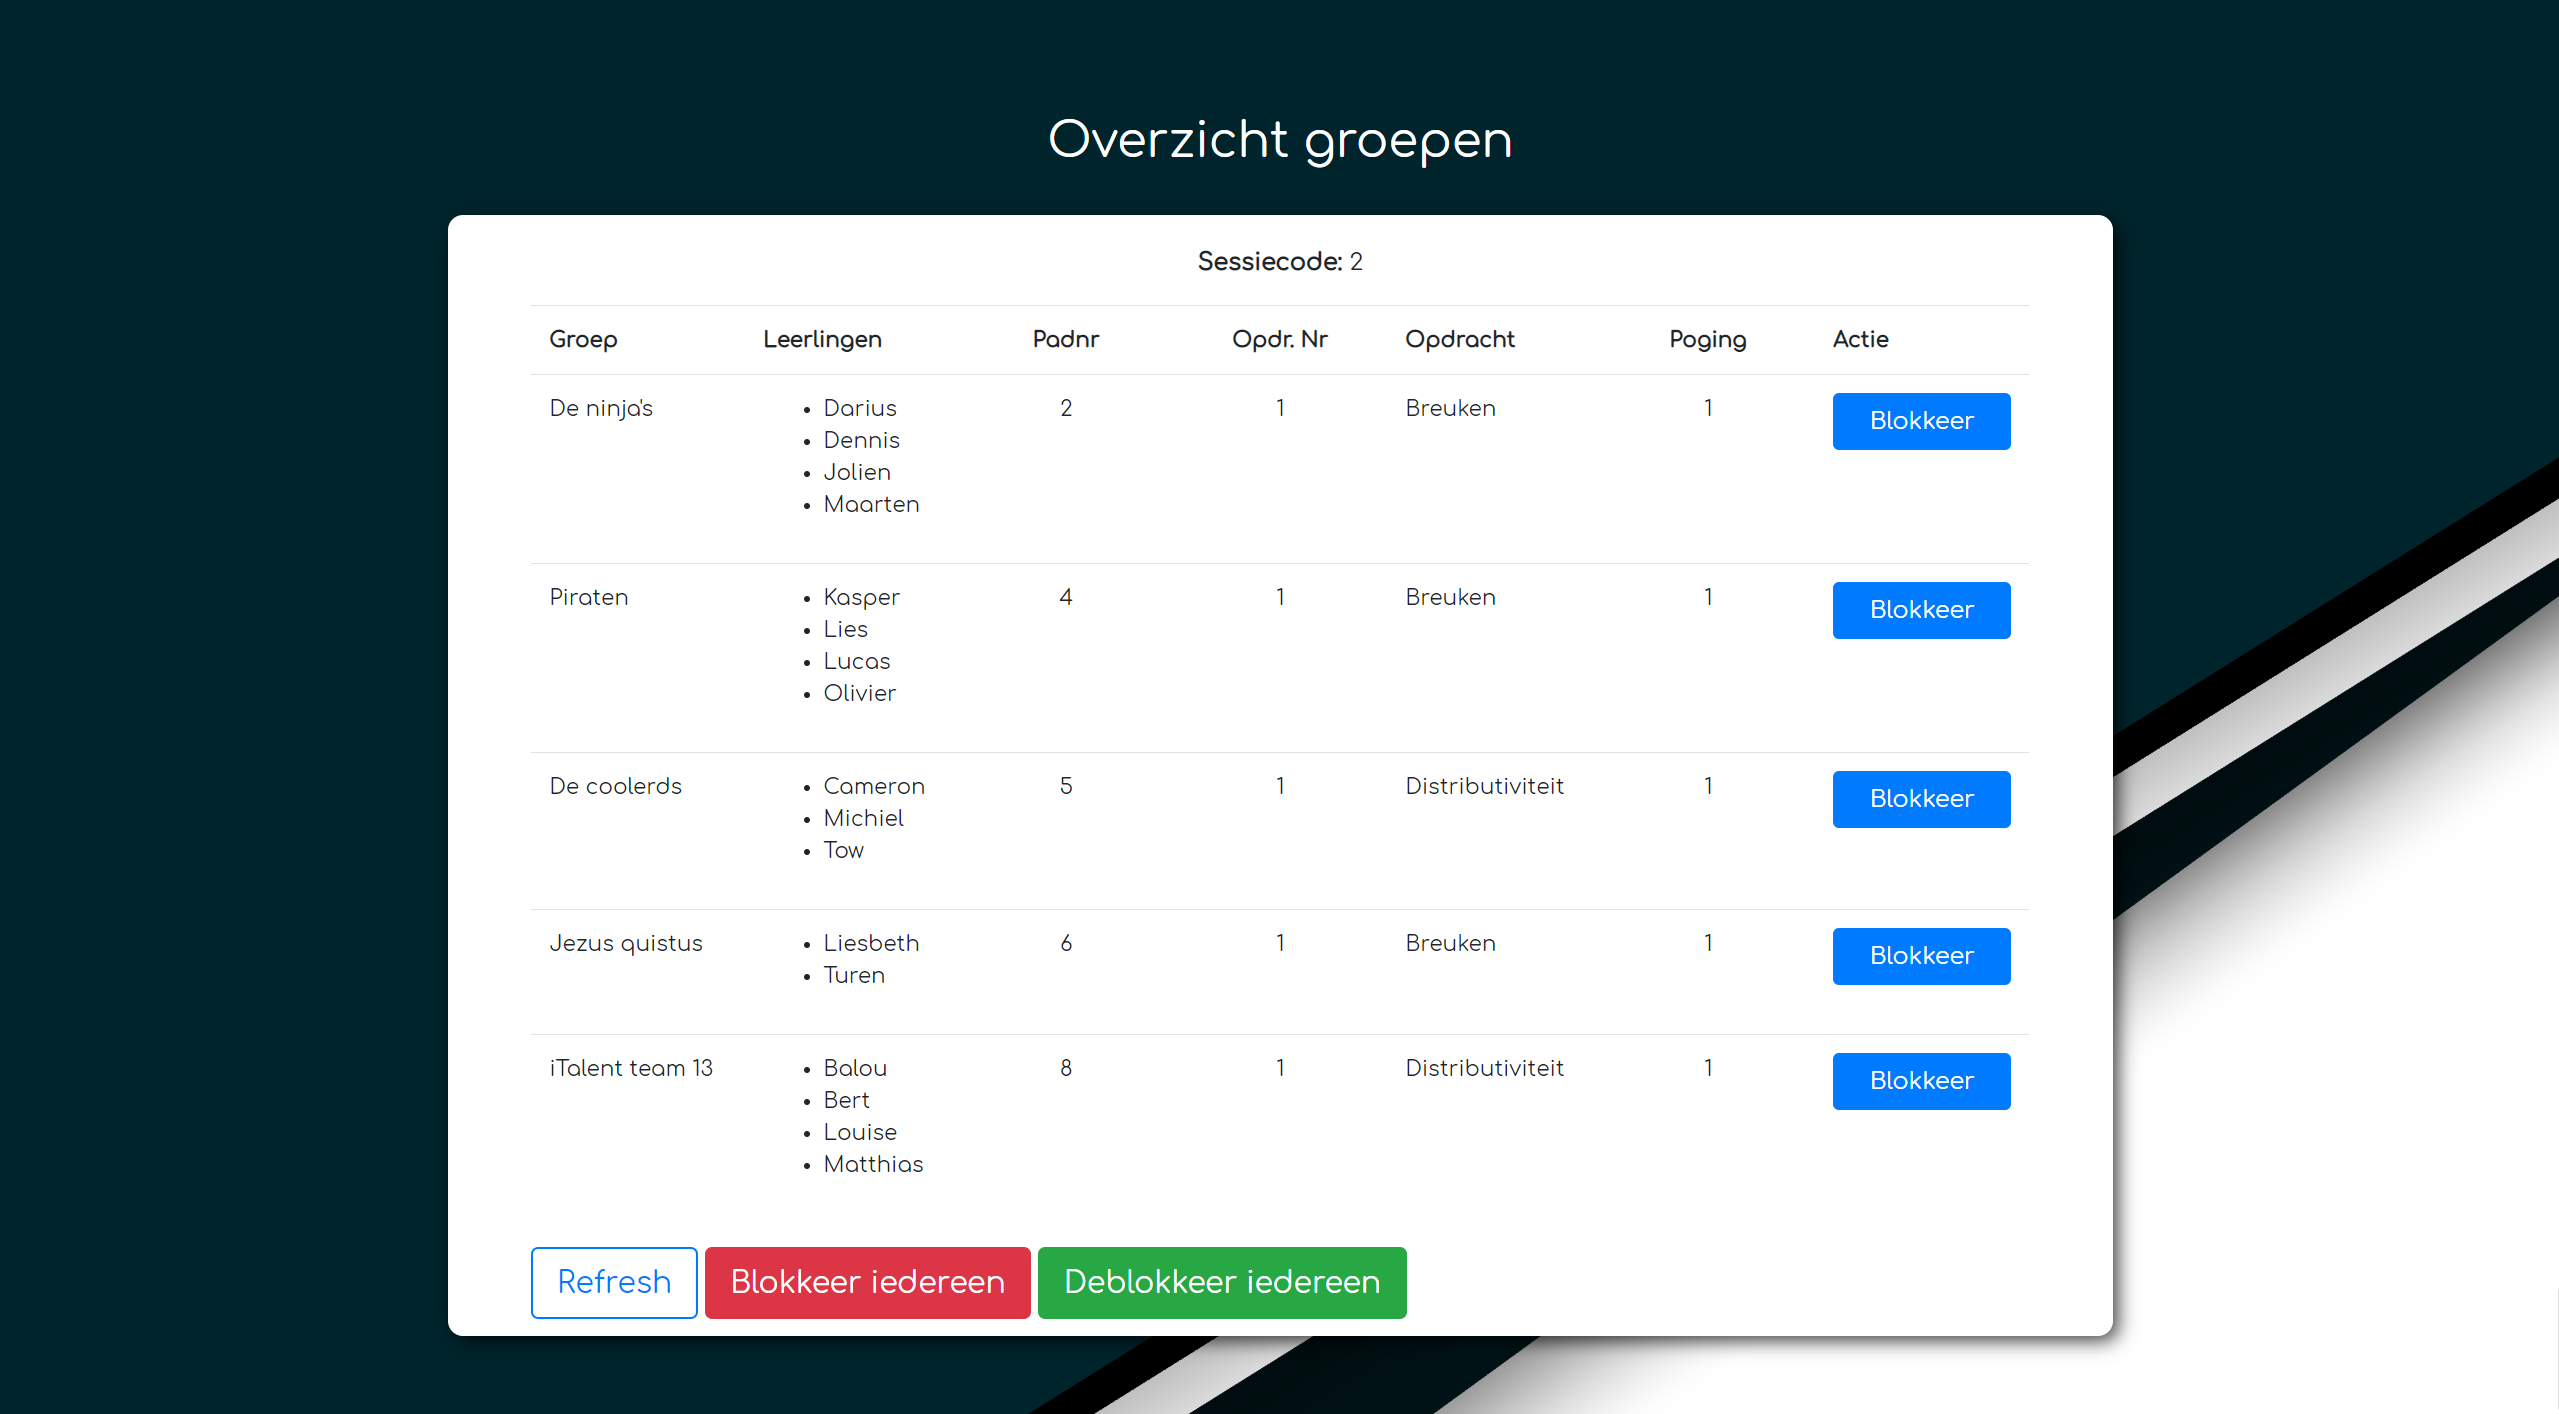 Overzicht groepen
Sessiecode: 2
Groep Leerlingen Padnr Opdr. Nr Opdracht Poging Actie
De ninja's • Darius 2 1 Breuken 1 Blokkeer
• Dennis
• Jolien
• Maarten
Piraten • Kasper 4 1 Breuken 1 Blokkeer
• Lies
• Lucas
• Olivier
De coolerds • Cameron 5 1 Distributiviteit 1 Blokkeer
• Michiel
• Tow
Jezus quistus • Liesbeth 6 1 Breuken 1 Blokkeer
• Turen
iTalent team 13 • Balou 8 1 Distributiviteit 1 Blokkeer
• Bert
• Louise
• Matthias
Refresh Blokkeer iedereen Deblokkeer iedereen